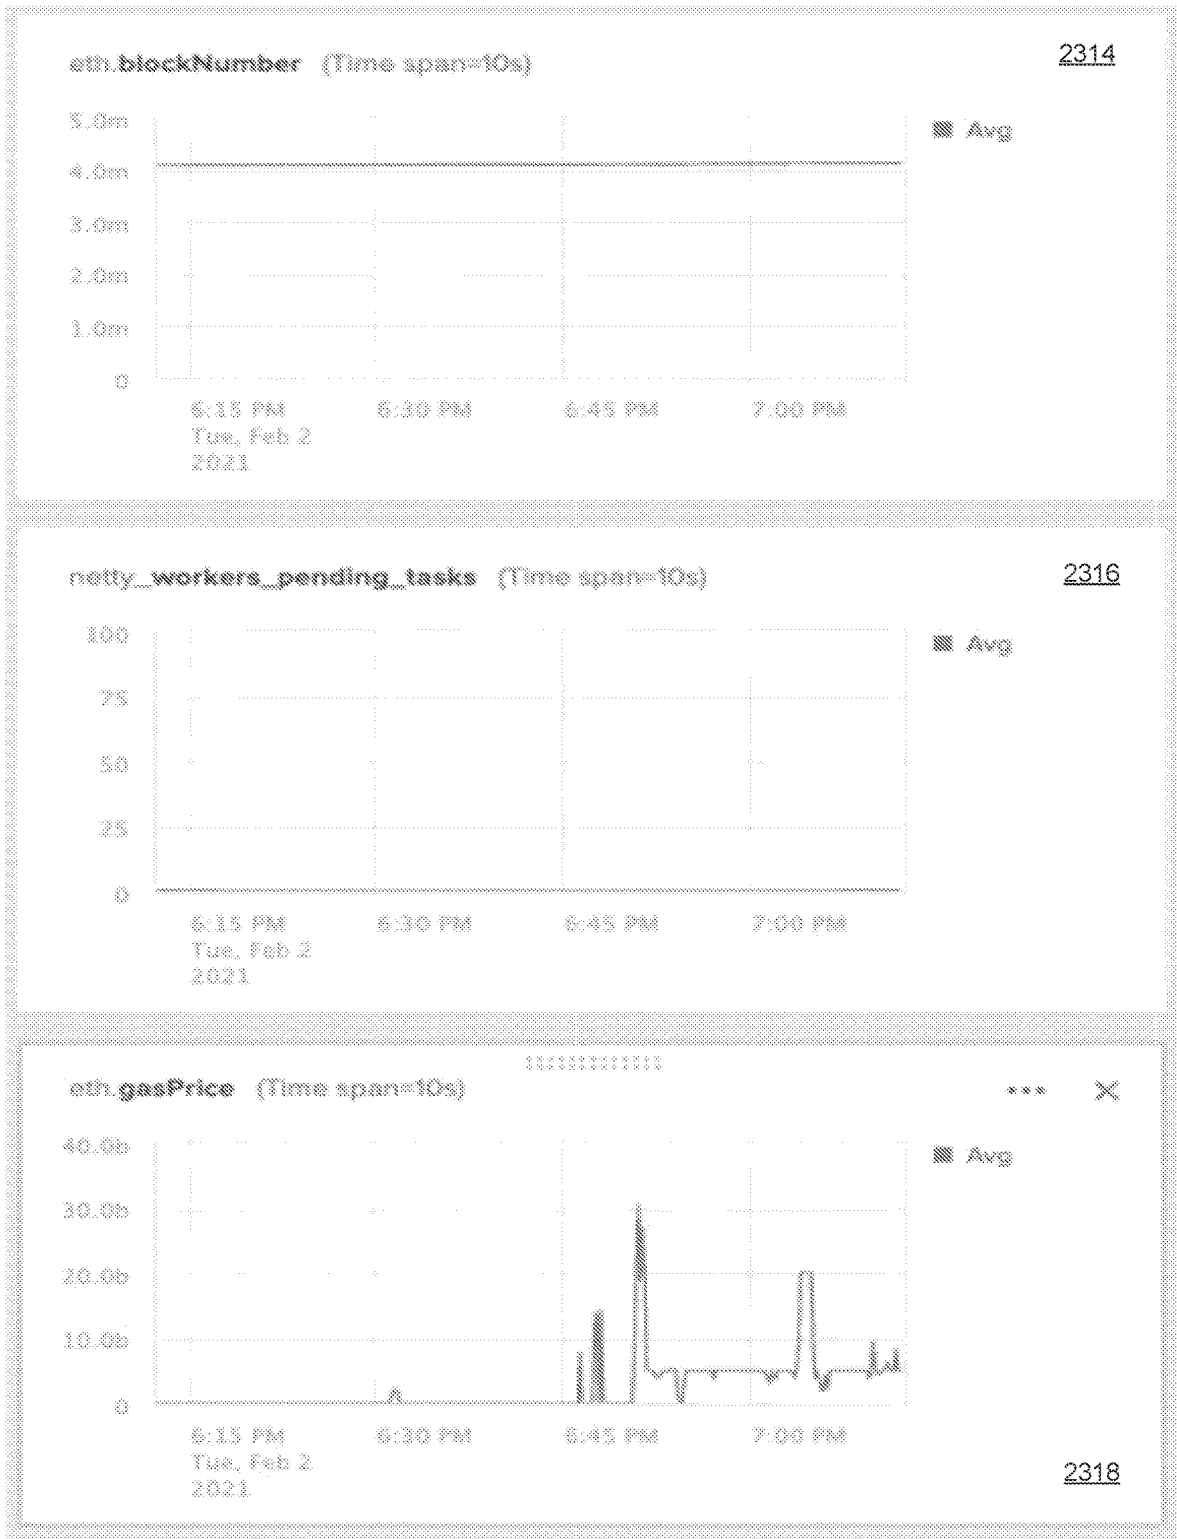 eth.blockNumber (Time span=10s)
2314
5.0m
Avg
4.0m
3.0m
2.0m
1.0m
0
6:15 PM 6:30 PM 6:45 PM 7:00 PM
Tue, Feb 2
2021
netty_workers_pending_tasks (Time span=10s)
2316
100
Avg
75
50
25
0
6:15 PM 6:30 PM 6:45 PM 7:00 PM
Tue, Feb 2
2021
eth.gasPrice (Time span=10s)
40.0b
Avg
30.0b
20.0b
10.0b
0
6:15 PM 6:30 PM 6:45 PM 7:00 PM
Tue, Feb 2
2021
2318